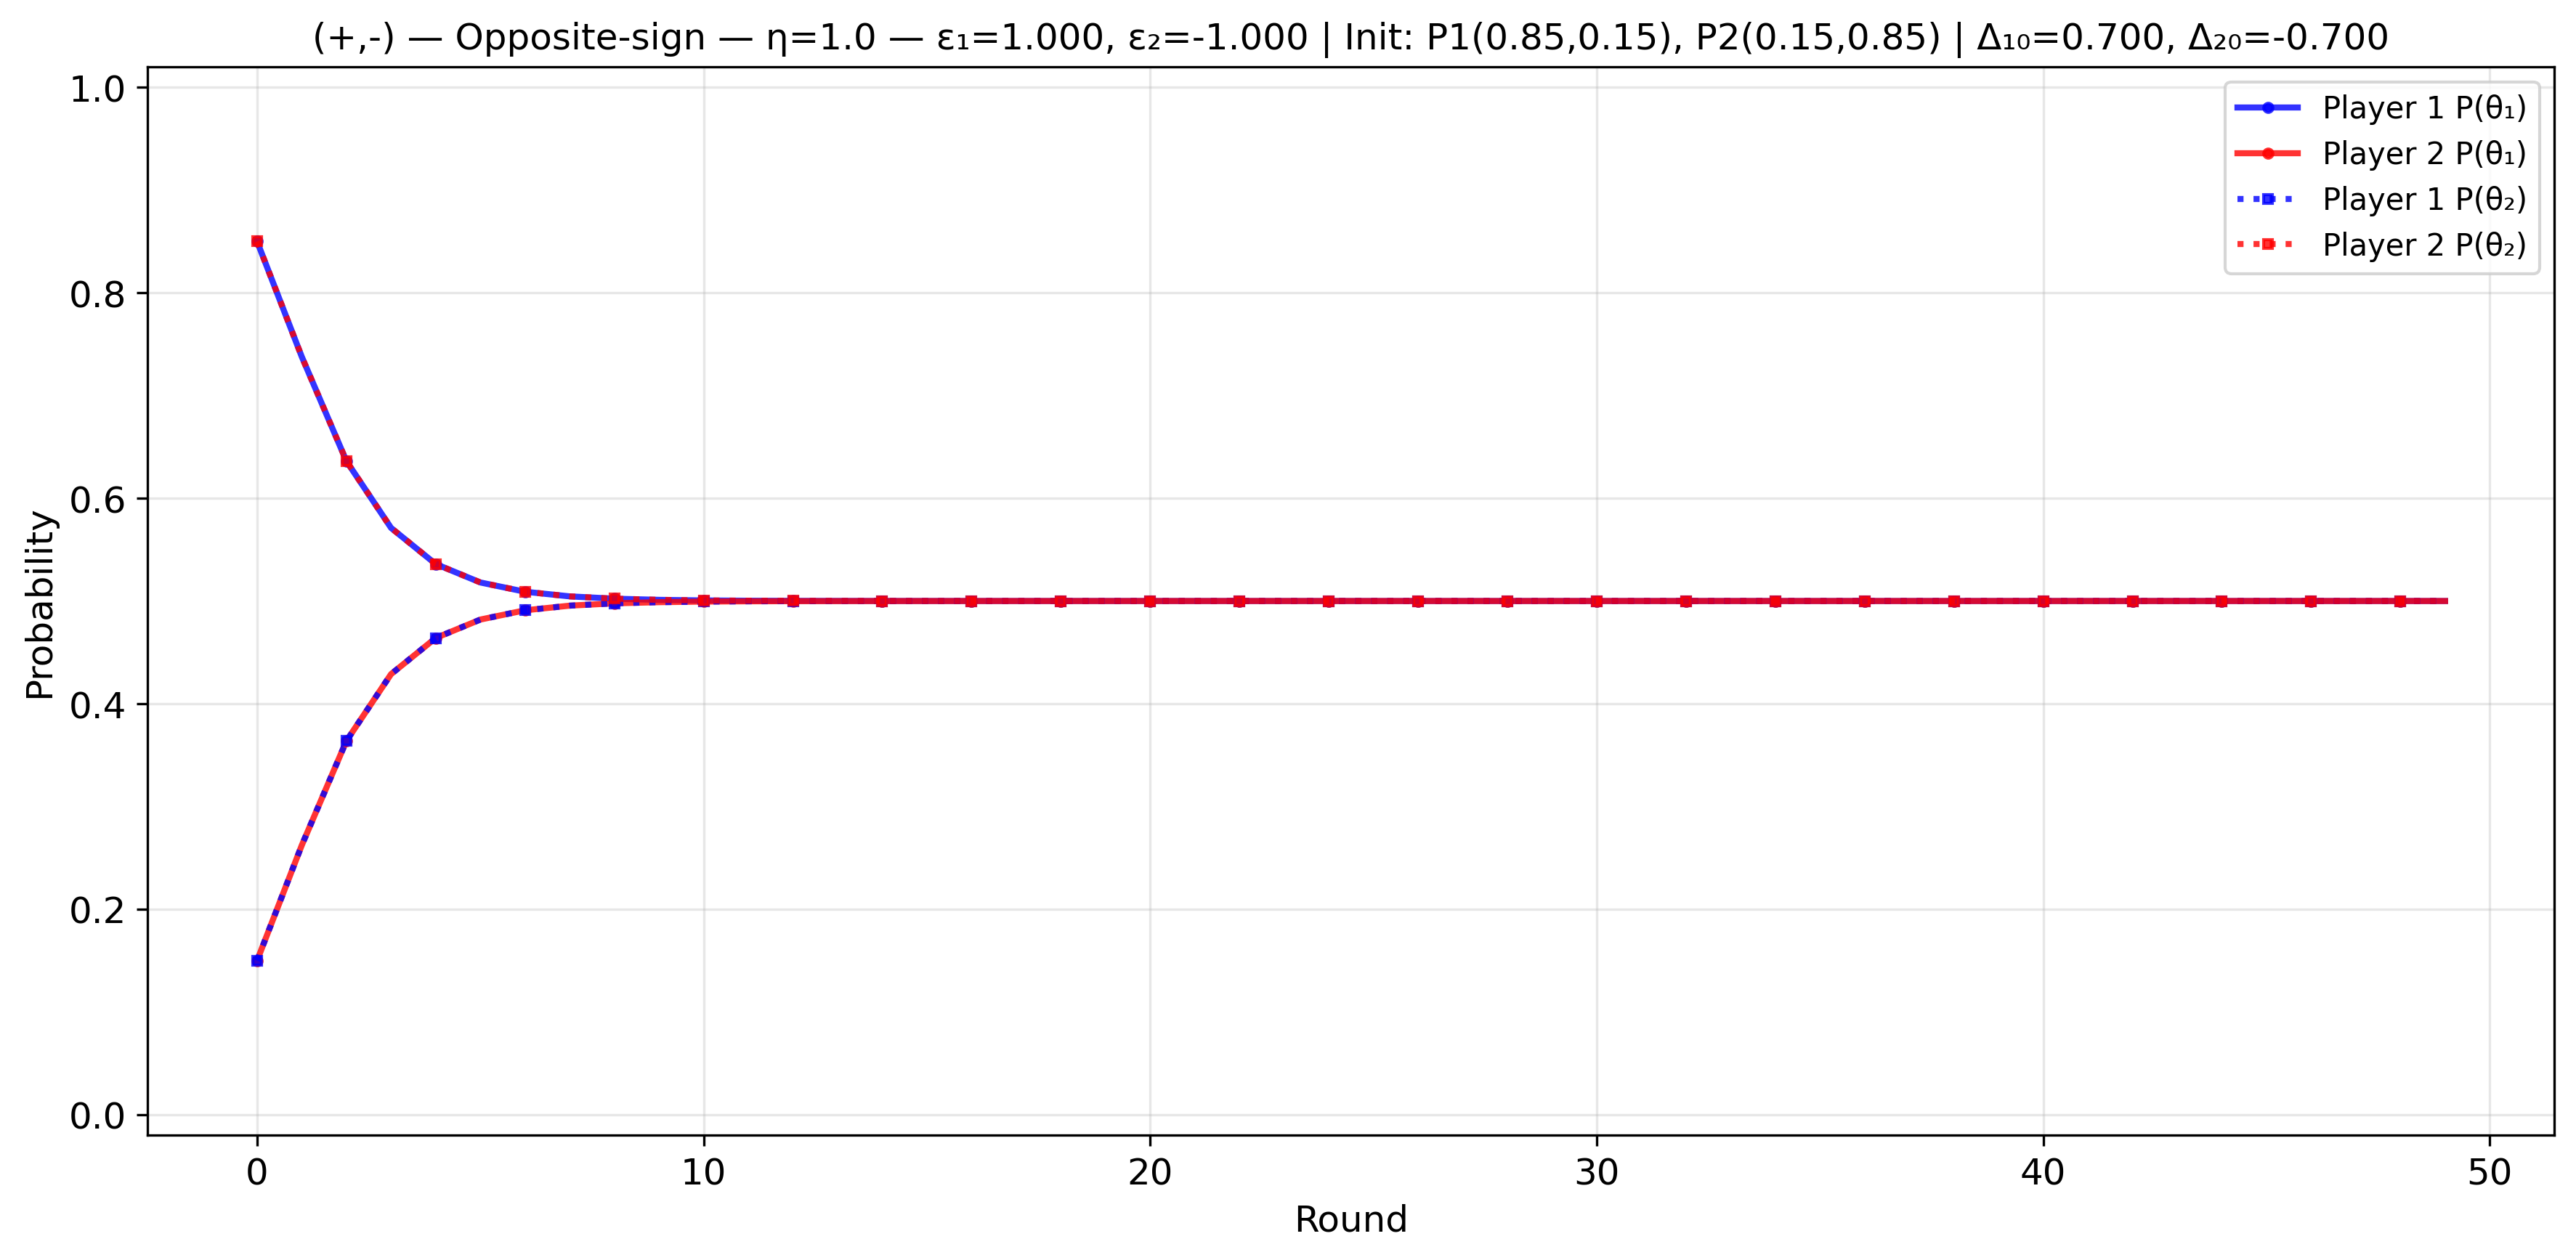 (+,-) — Opposite-sign — η=1.0 — ε₁=1.000, ε₂=-1.000 | Init: P1(0.85,0.15), P2(0.15,0.85) | Δ₁₀=0.700, Δ₂₀=-0.700
Player 1 P(θ₁)
Player 2 P(θ₁)
Player 1 P(θ₂)
Player 2 P(θ₂)
1.0
0.8
0.6
0.4
0.2
0.0
Probability
0 10 20 30 40 50
Round